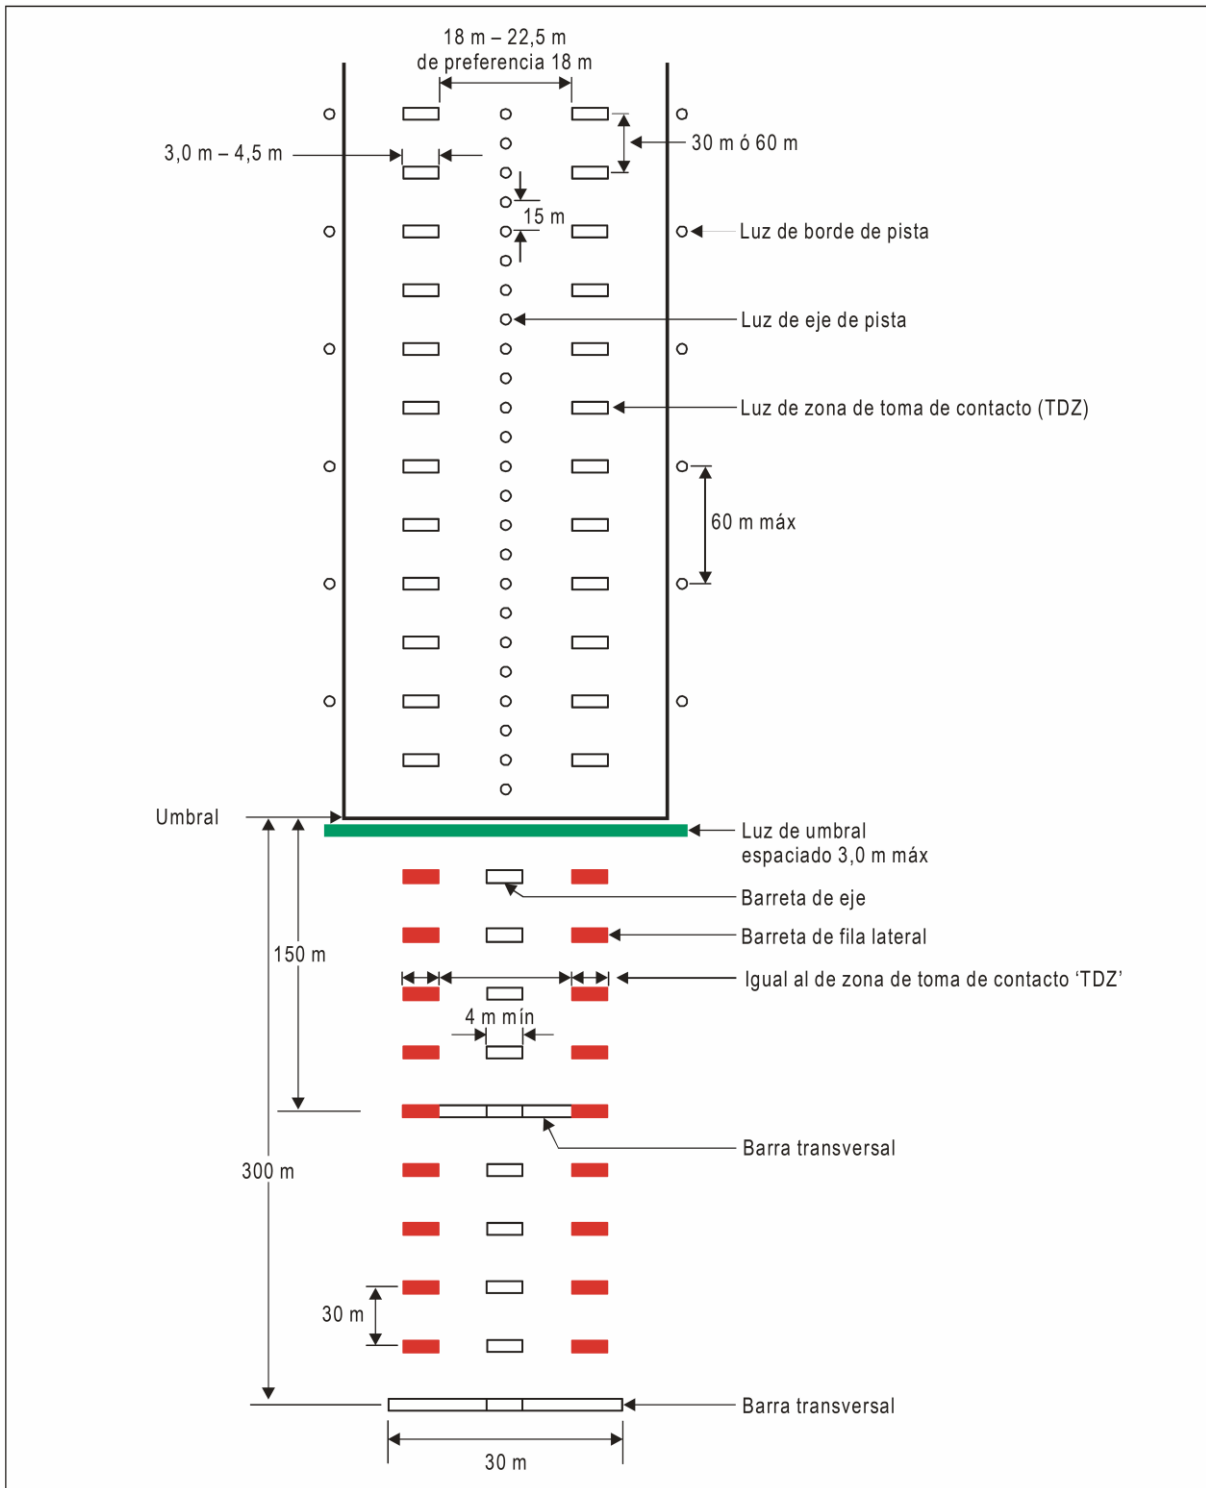 18 m – 22,5 m
de preferencia 18 m
3,0 m – 4,5 m
30 m ó 60 m
15 m
Luz de borde de pista
Luz de eje de pista
Luz de zona de toma de contacto (TDZ)
60 m máx
Umbral
Luz de umbral
espaciado 3,0 m máx
Barreta de eje
Barreta de fila lateral
150 m
Igual al de zona de toma de contacto ‘TDZ’
4 m mín
Barra transversal
300 m
30 m
Barra transversal
30 m